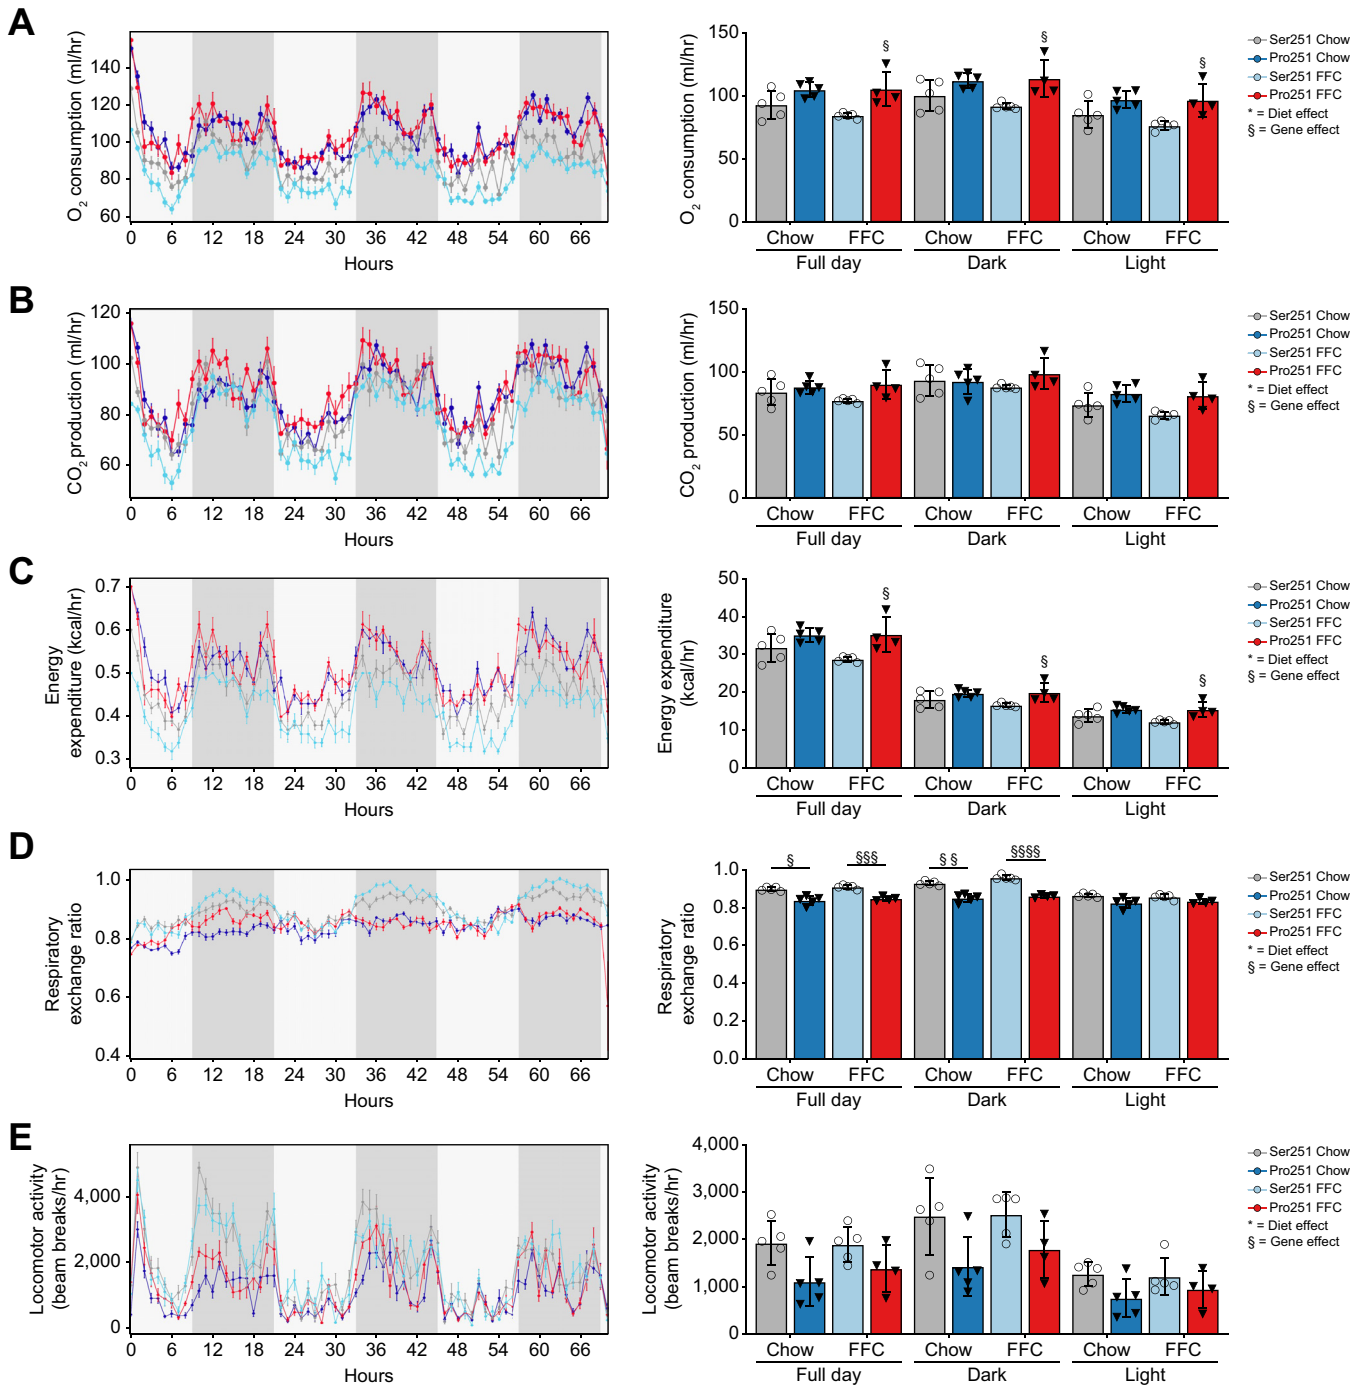 A
O2 consumption (ml/hr)
140
120
100
80
60
0 6 12 18 24 30 36 42 48 54 60 66
Hours
O2 consumption (ml/hr)
150
100
50
0
§ § §
Chow FFC Chow FFC Chow FFC
Full day Dark Light
Ser251 Chow
Pro251 Chow
Ser251 FFC
Pro251 FFC
* = Diet effect
§ = Gene effect
B
CO2 production (ml/hr)
120
100
80
60
0 6 12 18 24 30 36 42 48 54 60 66
Hours
CO2 production (ml/hr)
150
100
50
0
Chow FFC Chow FFC Chow FFC
Full day Dark Light
Ser251 Chow
Pro251 Chow
Ser251 FFC
Pro251 FFC
* = Diet effect
§ = Gene effect
C
Energy
expenditure (kcal/hr)
0.7
0.6
0.5
0.4
0.3
0 6 12 18 24 30 36 42 48 54 60 66
Hours
Energy expenditure
(kcal/hr)
50
40
30
20
10
0
§ § §
Chow FFC Chow FFC Chow FFC
Full day Dark Light
Ser251 Chow
Pro251 Chow
Ser251 FFC
Pro251 FFC
* = Diet effect
§ = Gene effect
D
Respiratory
exchange ratio
1.0
0.8
0.6
0.4
0 6 12 18 24 30 36 42 48 54 60 66
Hours
Respiratory
exchange ratio
1.0
0.8
0.6
0.4
0.2
0.0
§ §§§ §§ §§§§
Chow FFC Chow FFC Chow FFC
Full day Dark Light
Ser251 Chow
Pro251 Chow
Ser251 FFC
Pro251 FFC
* = Diet effect
§ = Gene effect
E
Locomotor activity
(beam breaks/hr)
4,000
2,000
0
0 6 12 18 24 30 36 42 48 54 60 66
Hours
Locomotor activity
(beam breaks/hr)
4,000
3,000
2,000
1,000
0
Chow FFC Chow FFC Chow FFC
Full day Dark Light
Ser251 Chow
Pro251 Chow
Ser251 FFC
Pro251 FFC
* = Diet effect
§ = Gene effect